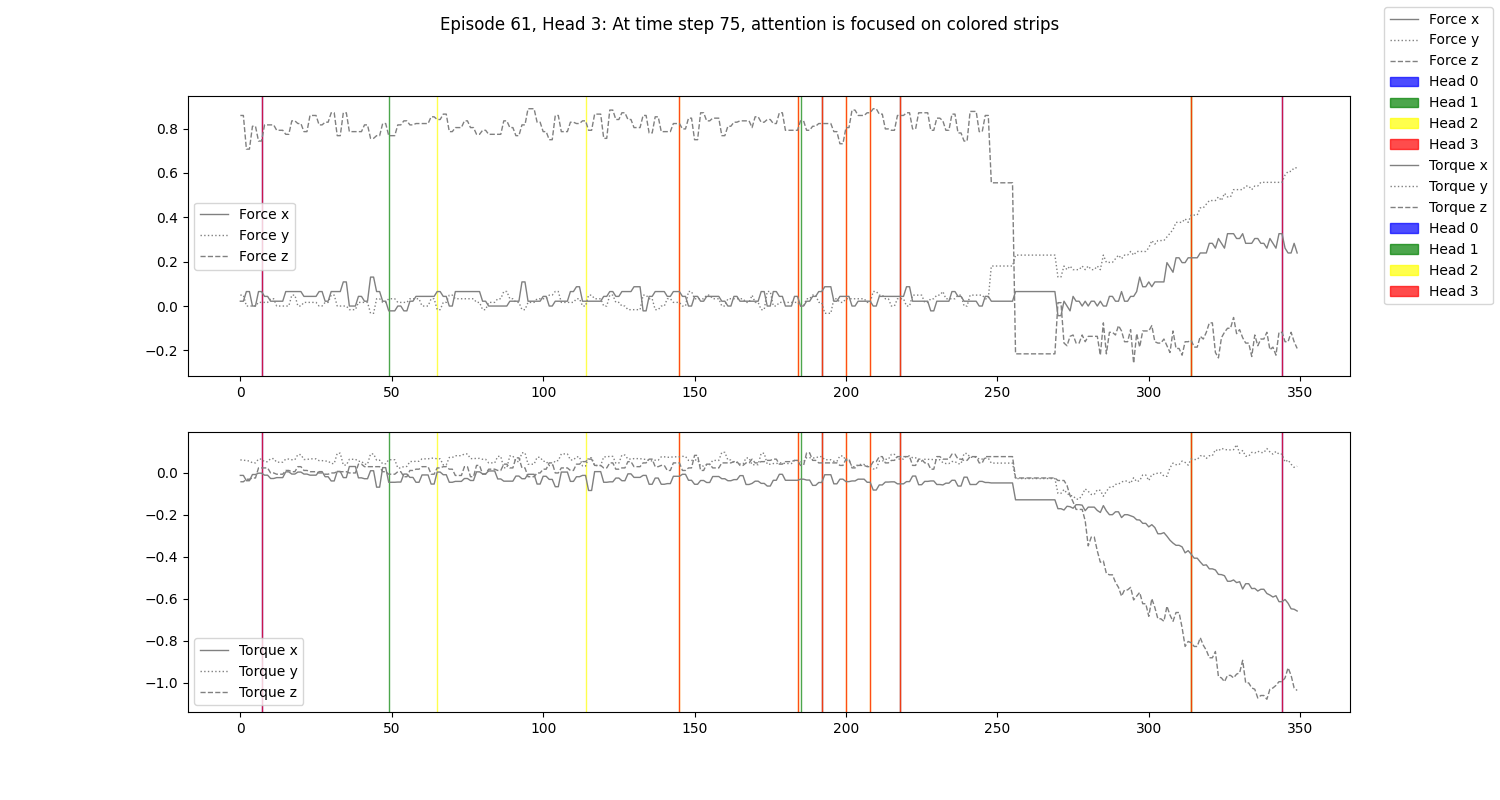 Episode 61, Head 3: At time step 75, attention is focused on colored strips
Force x
Force y
Force z
Head 0
Head 1
Head 2
Head 3
Torque x
Torque y
Torque z
Head 0
Head 1
Head 2
Head 3
0.8
0.6
0.4
0.2
0.0
−0.2
Force x
Force y
Force z
0 50 100 150 200 250 300 350
0.0
−0.2
−0.4
−0.6
−0.8
−1.0
Torque x
Torque y
Torque z
0 50 100 150 200 250 300 350